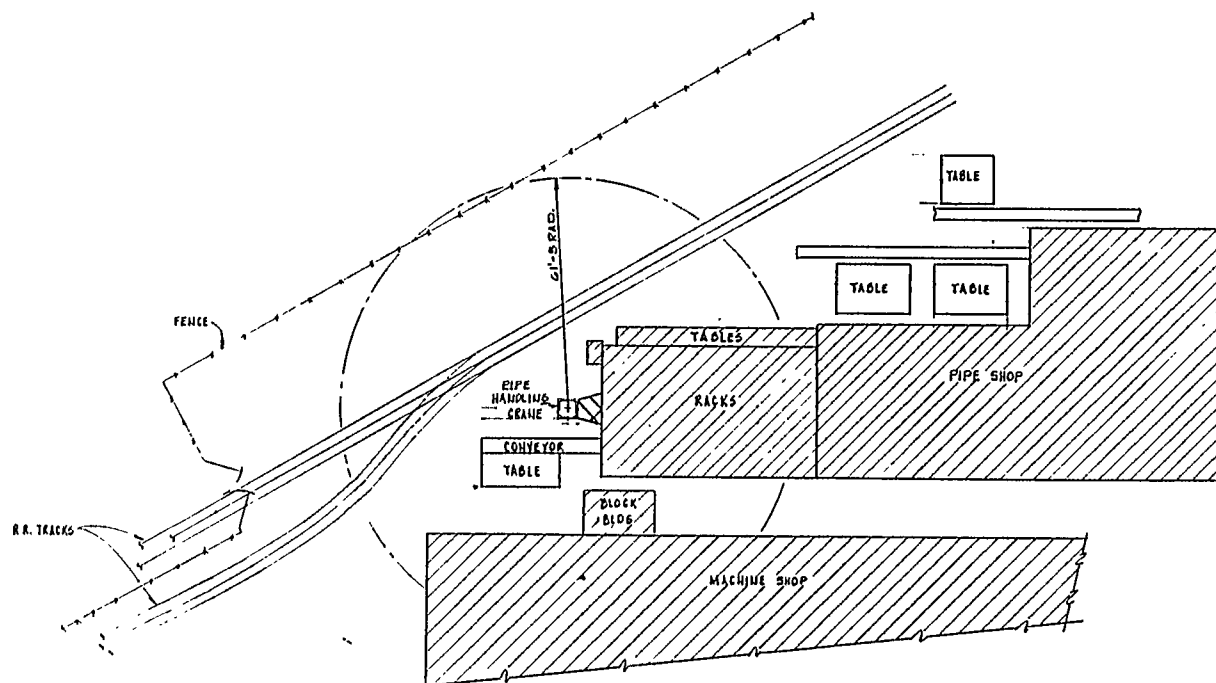 TABLE
FENCE
61'-3 RAD.
TABLE
TABLE
TABLES
PIPE
HANDLING
CRANE
RACKS
PIPE SHOP
CONVEYOR
TABLE
BLOCK
BLDG
R.R. TRACKS
MACHINE SHOP